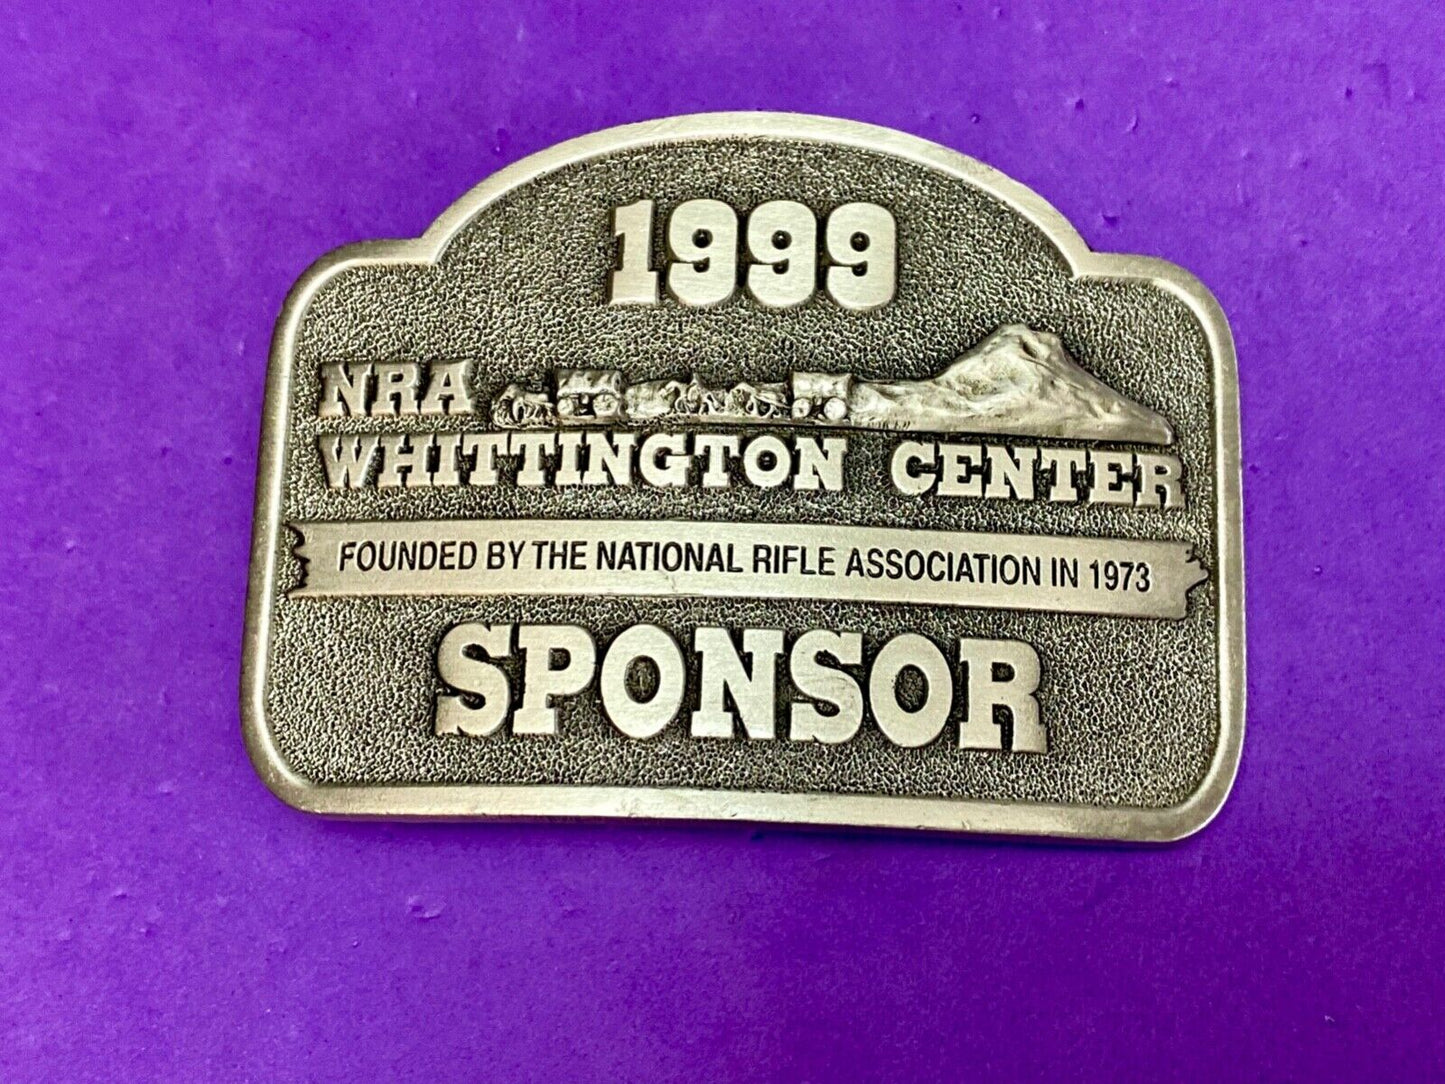 1999
NRA
WHITTINGTON CENTER
FOUNDED BY THE NATIONAL RIFLE ASSOCIATION IN 1973
SPONSOR